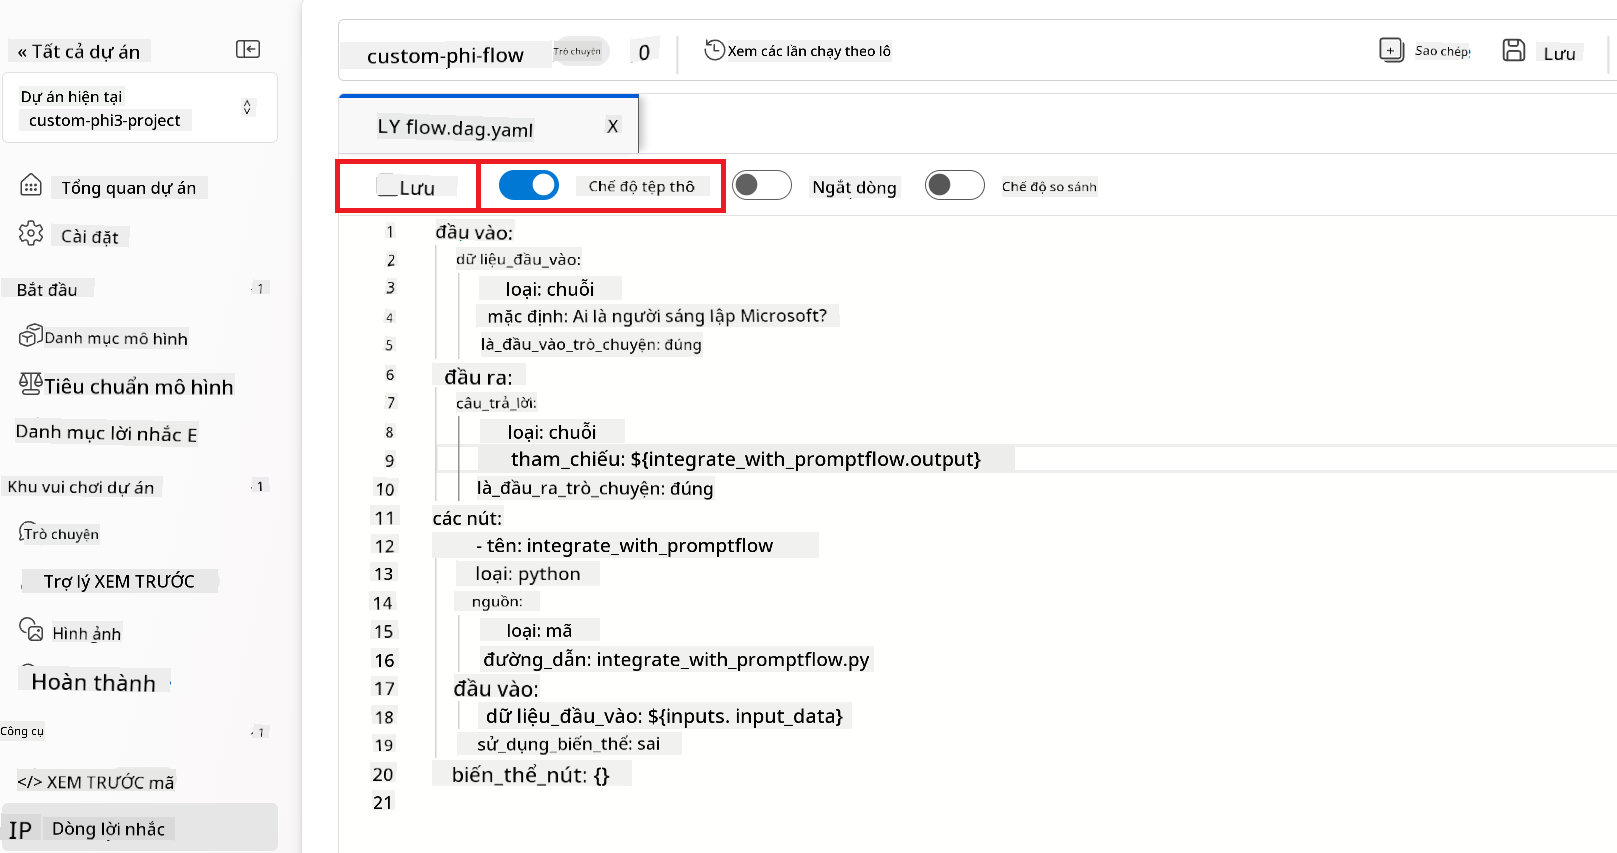 « Tất cả dự án
Dự án hiện tại
custom-phi3-project
Tổng quan dự án
Cài đặt
Bắt đầu
1
Danh mục mô hình
Tiêu chuẩn mô hình
Danh mục lời nhắc E
Khu vui chơi dự án
1
Trò chuyện
Trợ lý XEM TRƯỚC
Hình ảnh
Hoàn thành
Công cụ
1
</> XEM TRƯỚC mã
IP Dòng lời nhắc
custom-phi-flow
Trò chuyện
0
Xem các lần chạy theo lô
Sao chép
Lưu
LY flow.dag.yaml
X
Lưu
Chế độ tệp thô
Ngắt dòng
Chế độ so sánh
1 đầu vào:
2 dữ liệu_đầu_vào:
3 loại: chuỗi
4 mặc định: Ai là người sáng lập Microsoft?
5 là_đầu_vào_trò_chuyện: đúng
6 đầu ra:
7 câu_trả_lời:
8 loại: chuỗi
9 tham_chiếu: ${integrate_with_promptflow.output}
10 là_đầu_ra_trò_chuyện: đúng
11 các nút:
12 - tên: integrate_with_promptflow
13 loại: python
14 nguồn:
15 loại: mã
16 đường_dẫn: integrate_with_promptflow.py
17 đầu vào:
18 dữ liệu_đầu_vào: ${inputs. input_data}
19 sử_dụng_biến_thể: sai
20 biến_thể_nút: {}
21